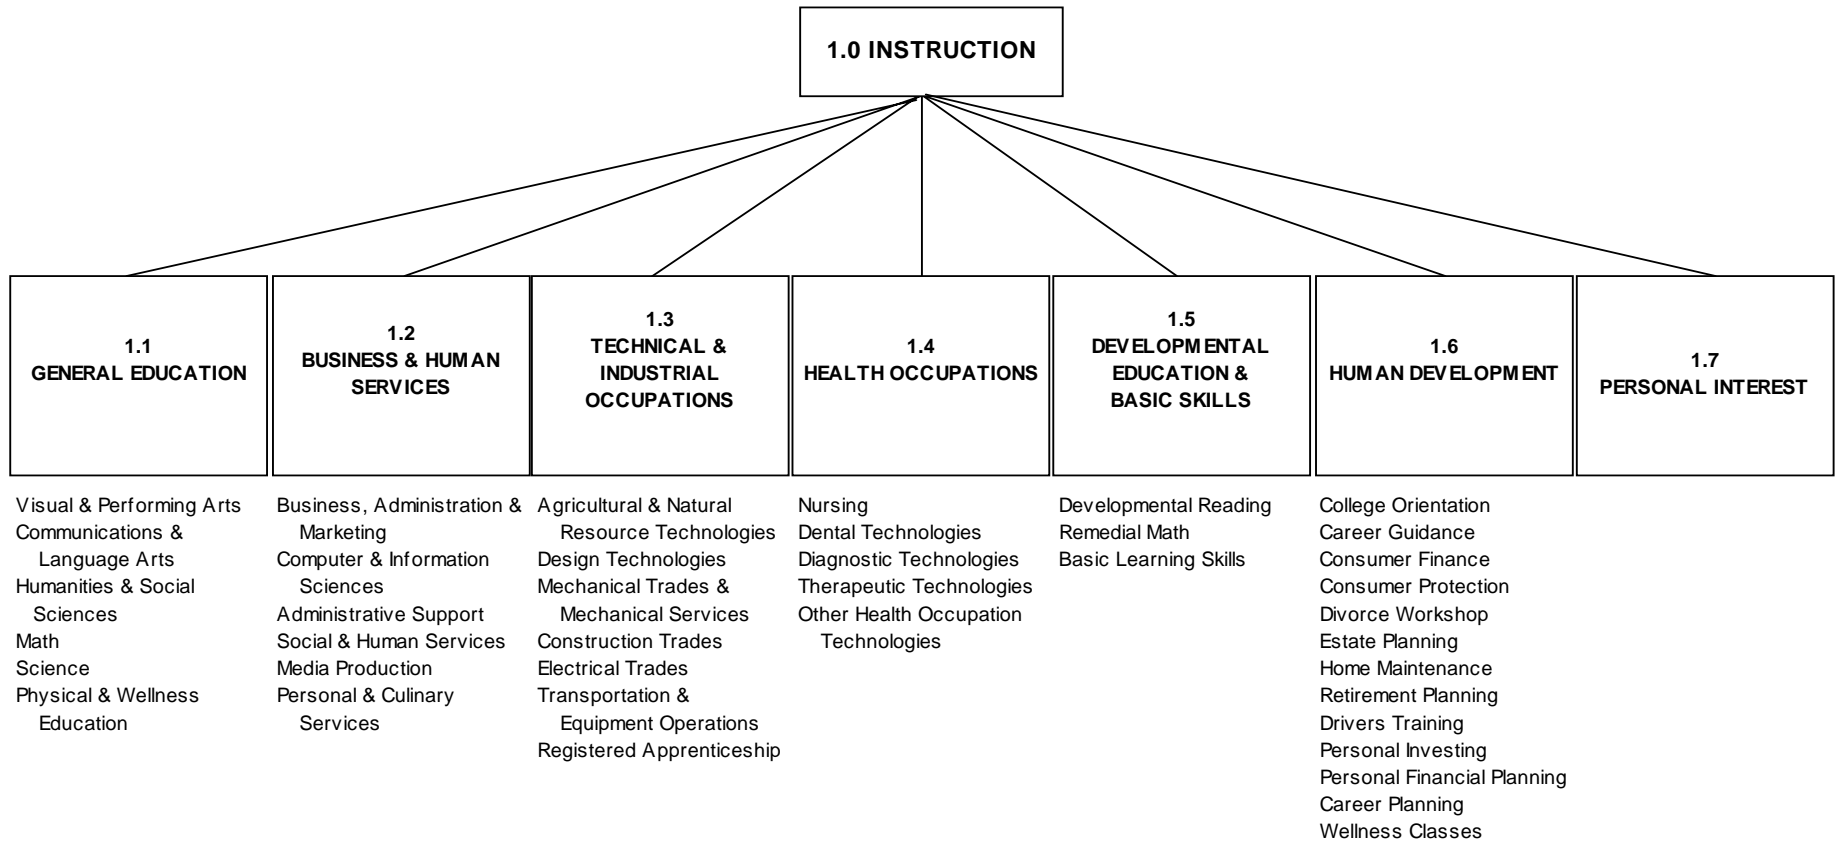 1.0 INSTRUCTION
1.1
GENERAL EDUCATION
1.2
BUSINESS & HUMAN
SERVICES
1.3
TECHNICAL &
INDUSTRIAL
OCCUPATIONS
1.4
HEALTH OCCUPATIONS
1.5
DEVELOPMENTAL
EDUCATION &
BASIC SKILLS
1.6
HUMAN DEVELOPMENT
1.7
PERSONAL INTEREST
Visual & Performing Arts
Communications &
Language Arts
Humanities & Social
Sciences
Math
Science
Physical & Wellness
Education
Business, Administration &
Marketing
Computer & Information
Sciences
Administrative Support
Social & Human Services
Media Production
Personal & Culinary
Services
Agricultural & Natural
Resource Technologies
Design Technologies
Mechanical Trades &
Mechanical Services
Construction Trades
Electrical Trades
Transportation &
Equipment Operations
Registered Apprenticeship
Nursing
Dental Technologies
Diagnostic Technologies
Therapeutic Technologies
Other Health Occupation
Technologies
Developmental Reading
Remedial Math
Basic Learning Skills
College Orientation
Career Guidance
Consumer Finance
Consumer Protection
Divorce Workshop
Estate Planning
Home Maintenance
Retirement Planning
Drivers Training
Personal Investing
Personal Financial Planning
Career Planning
Wellness Classes